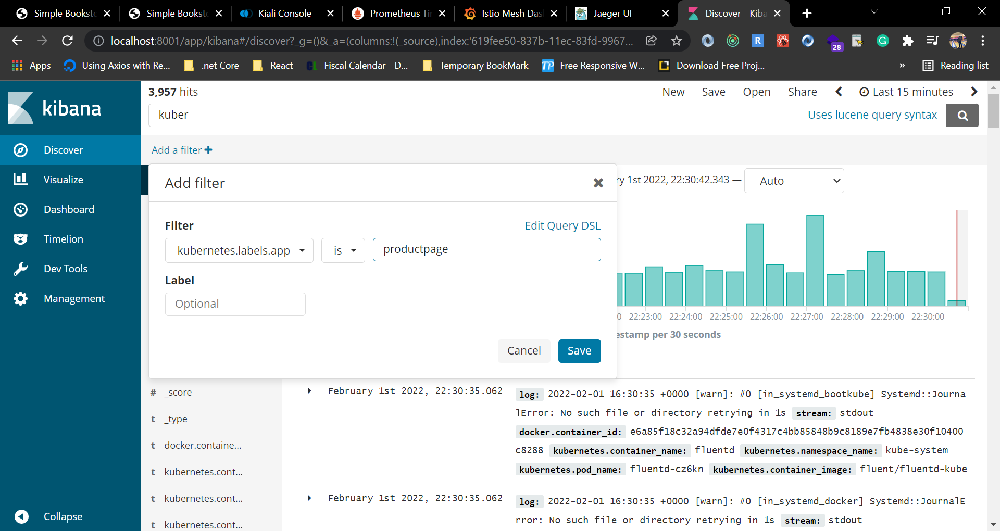 Simple Booksto
Simple Booksto
Kiali Console
Prometheus Ti
Istio Mesh Das
Jaeger UI
Discover - Kiba
localhost:8001/app/kibana#/discover?_g=()&_a=(columns:!(_source),index:'619fee50-837b-11ec-83fd-9967...
R
28
Apps
Using Axios with Re...
.net Core
React
CL
Fiscal Calendar - D...
Temporary BookMark
TP
Free Responsive W...
Download Free Proj...
»
Reading list
kibana
3,957 hits
New
Save
Open
Share
Last 15 minutes
kuber
Uses lucene query syntax
Discover
Visualize
Dashboard
Timelion
Dev Tools
Management
Collapse
Add a filter +
Add filter
ry 1st 2022, 22:30:42.343 —
Auto
Filter
Edit Query DSL
kubernetes.labels.app
is
productpage
Label
Optional
Cancel
Save
0 22:23:00 22:24:00 22:25:00 22:26:00 22:27:00 22:28:00 22:29:00 22:30:00
estamp per 30 seconds
# _score
t _type
t docker.containe...
t kubernetes.cont...
t kubernetes.cont...
t kubernetes.cont...
February 1st 2022, 22:30:35.062
log: 2022-02-01 16:30:35 +0000 [warn]: #0 [in_systemd_bootkube] Systemd::Journa
lError: No such file or directory retrying in 1s stream: stdout
docker.container_id: e6a85f18c32a94dfde7e0f4317c4bb85848b9c8189e7fb4838e30f10400
c8288 kubernetes.container_name: fluentd kubernetes.namespace_name: kube-system
kubernetes.pod_name: fluentd-cz6kn kubernetes.container_image: fluent/fluentd-kube
February 1st 2022, 22:30:35.062
log: 2022-02-01 16:30:35 +0000 [warn]: #0 [in_systemd_docker] Systemd::JournalE
rror: No such file or directory retrying in 1s stream: stdout